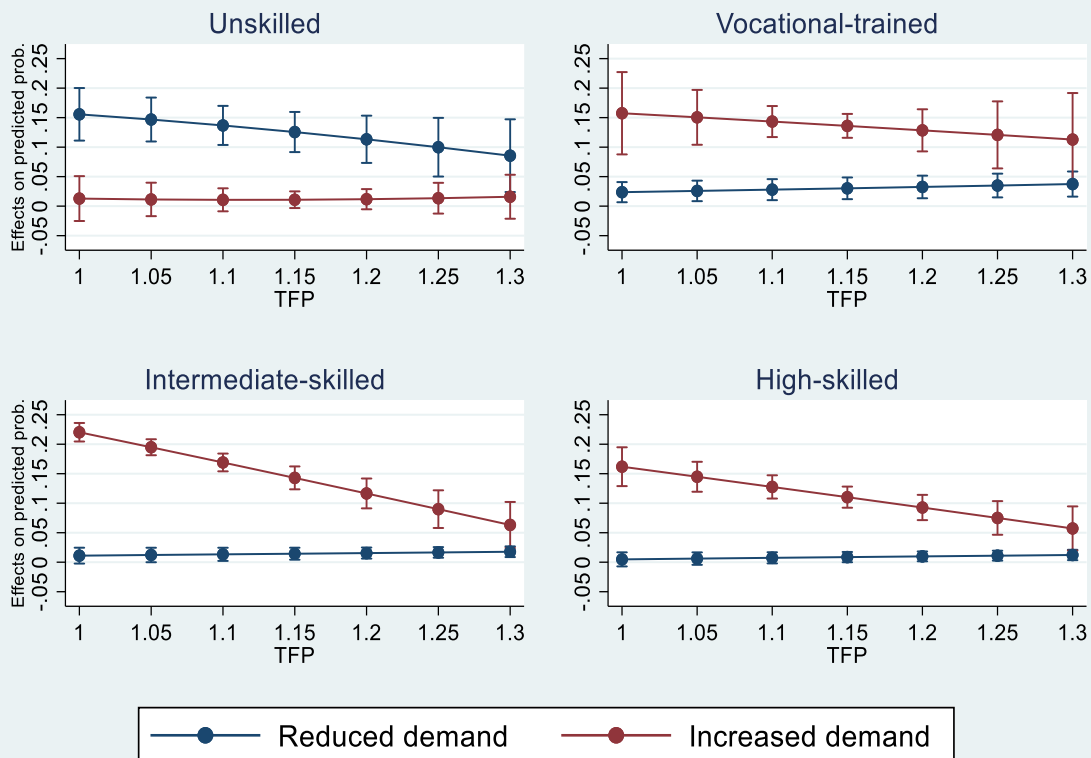 Unskilled
Effects on predicted prob.
-.05 0 .05 .1 .15 .2 .25
1 1.05 1.1 1.15 1.2 1.25 1.3
TFP
Vocational-trained
-.05 0 .05 .1 .15 .2 .25
1 1.05 1.1 1.15 1.2 1.25 1.3
TFP
Intermediate-skilled
Effects on predicted prob.
-.05 0 .05 .1 .15 .2 .25
1 1.05 1.1 1.15 1.2 1.25 1.3
TFP
High-skilled
-.05 0 .05 .1 .15 .2 .25
1 1.05 1.1 1.15 1.2 1.25 1.3
TFP
Reduced demand
Increased demand